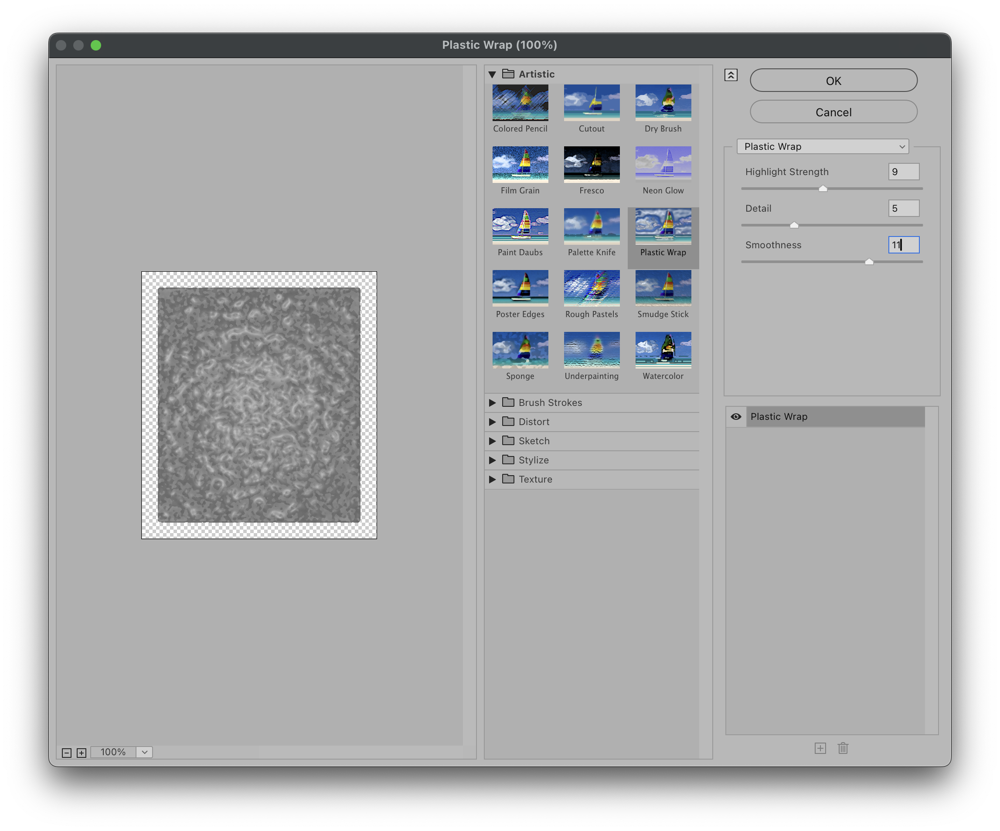 Plastic Wrap (100%)
Artistic
Colored Pencil
Cutout
Dry Brush
Film Grain
Fresco
Neon Glow
Paint Daubs
Palette Knife
Plastic Wrap
Poster Edges
Rough Pastels
Smudge Stick
Sponge
Underpainting
Watercolor
Brush Strokes
Distort
Sketch
Stylize
Texture
OK
Cancel
Plastic Wrap
Highlight Strength 9
Detail 5
Smoothness 11
Plastic Wrap
100%